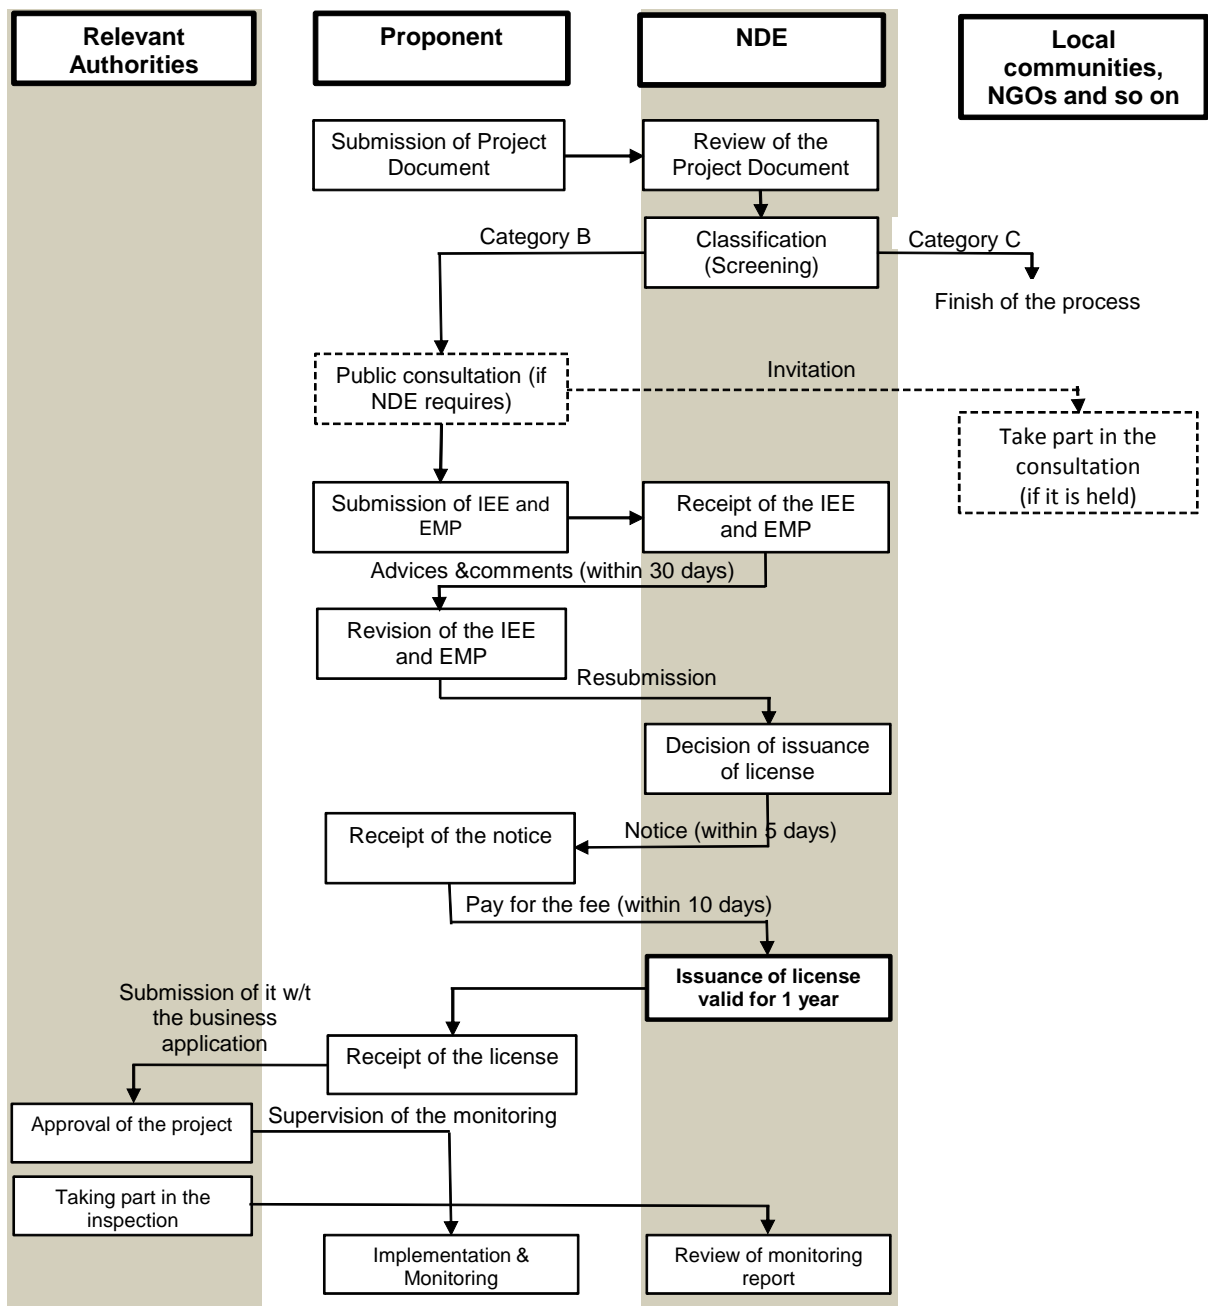 Relevant
Authorities
Proponent
NDE
Local
communities,
NGOs and so on
Submission of Project
Document
Review of the
Project Document
Category B
Classification
(Screening)
Category C
Finish of the process
Public consultation (if
NDE requires)
Invitation
Take part in the
consultation
(if it is held)
Submission of IEE and
EMP
Receipt of the IEE
and EMP
Advices &comments (within 30 days)
Revision of the IEE
and EMP
Resubmission
Decision of issuance
of license
Receipt of the notice
Notice (within 5 days)
Pay for the fee (within 10 days)
Issuance of license
valid for 1 year
Submission of it w/t
the business
application
Receipt of the license
Approval of the project
Supervision of the monitoring
Taking part in the
inspection
Implementation &
Monitoring
Review of monitoring
report